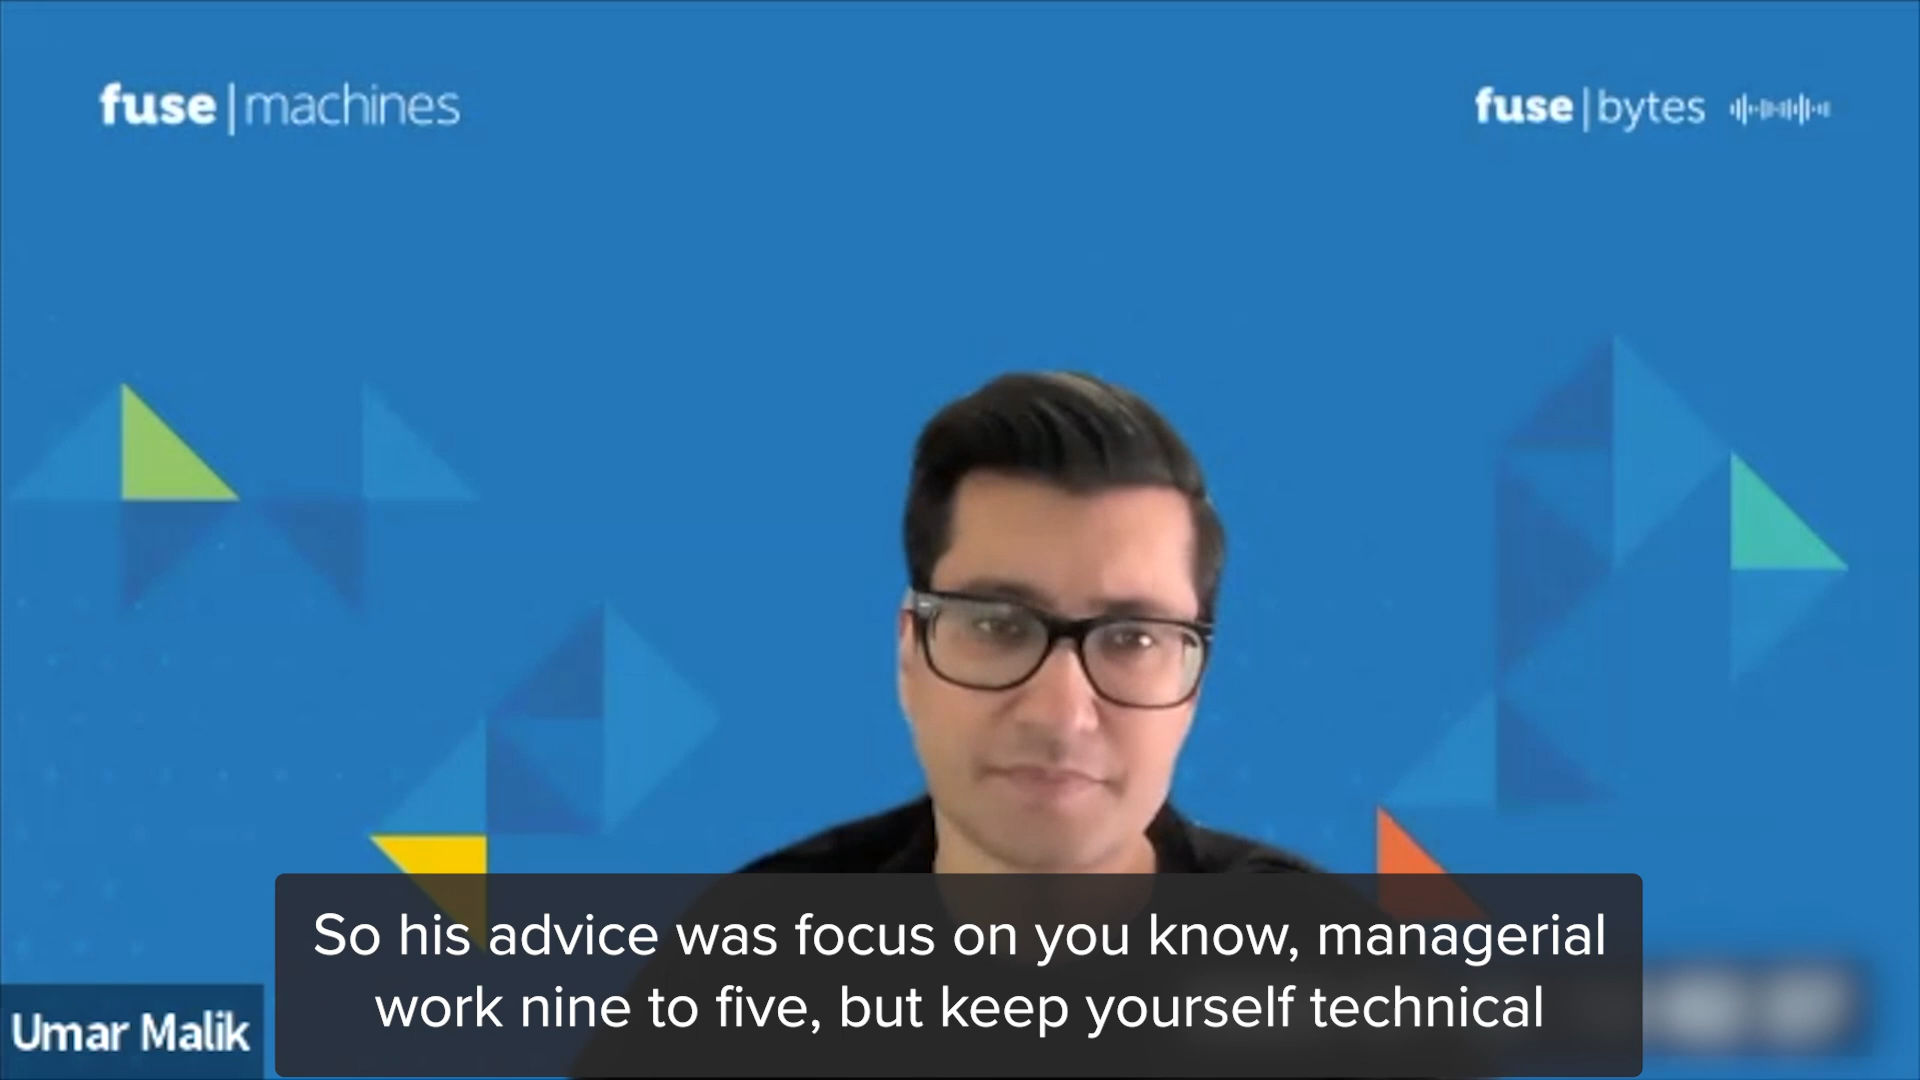 fuse|machines
fuse|bytes
So his advice was focus on you know, managerial
work nine to five, but keep yourself technical
Umar Malik